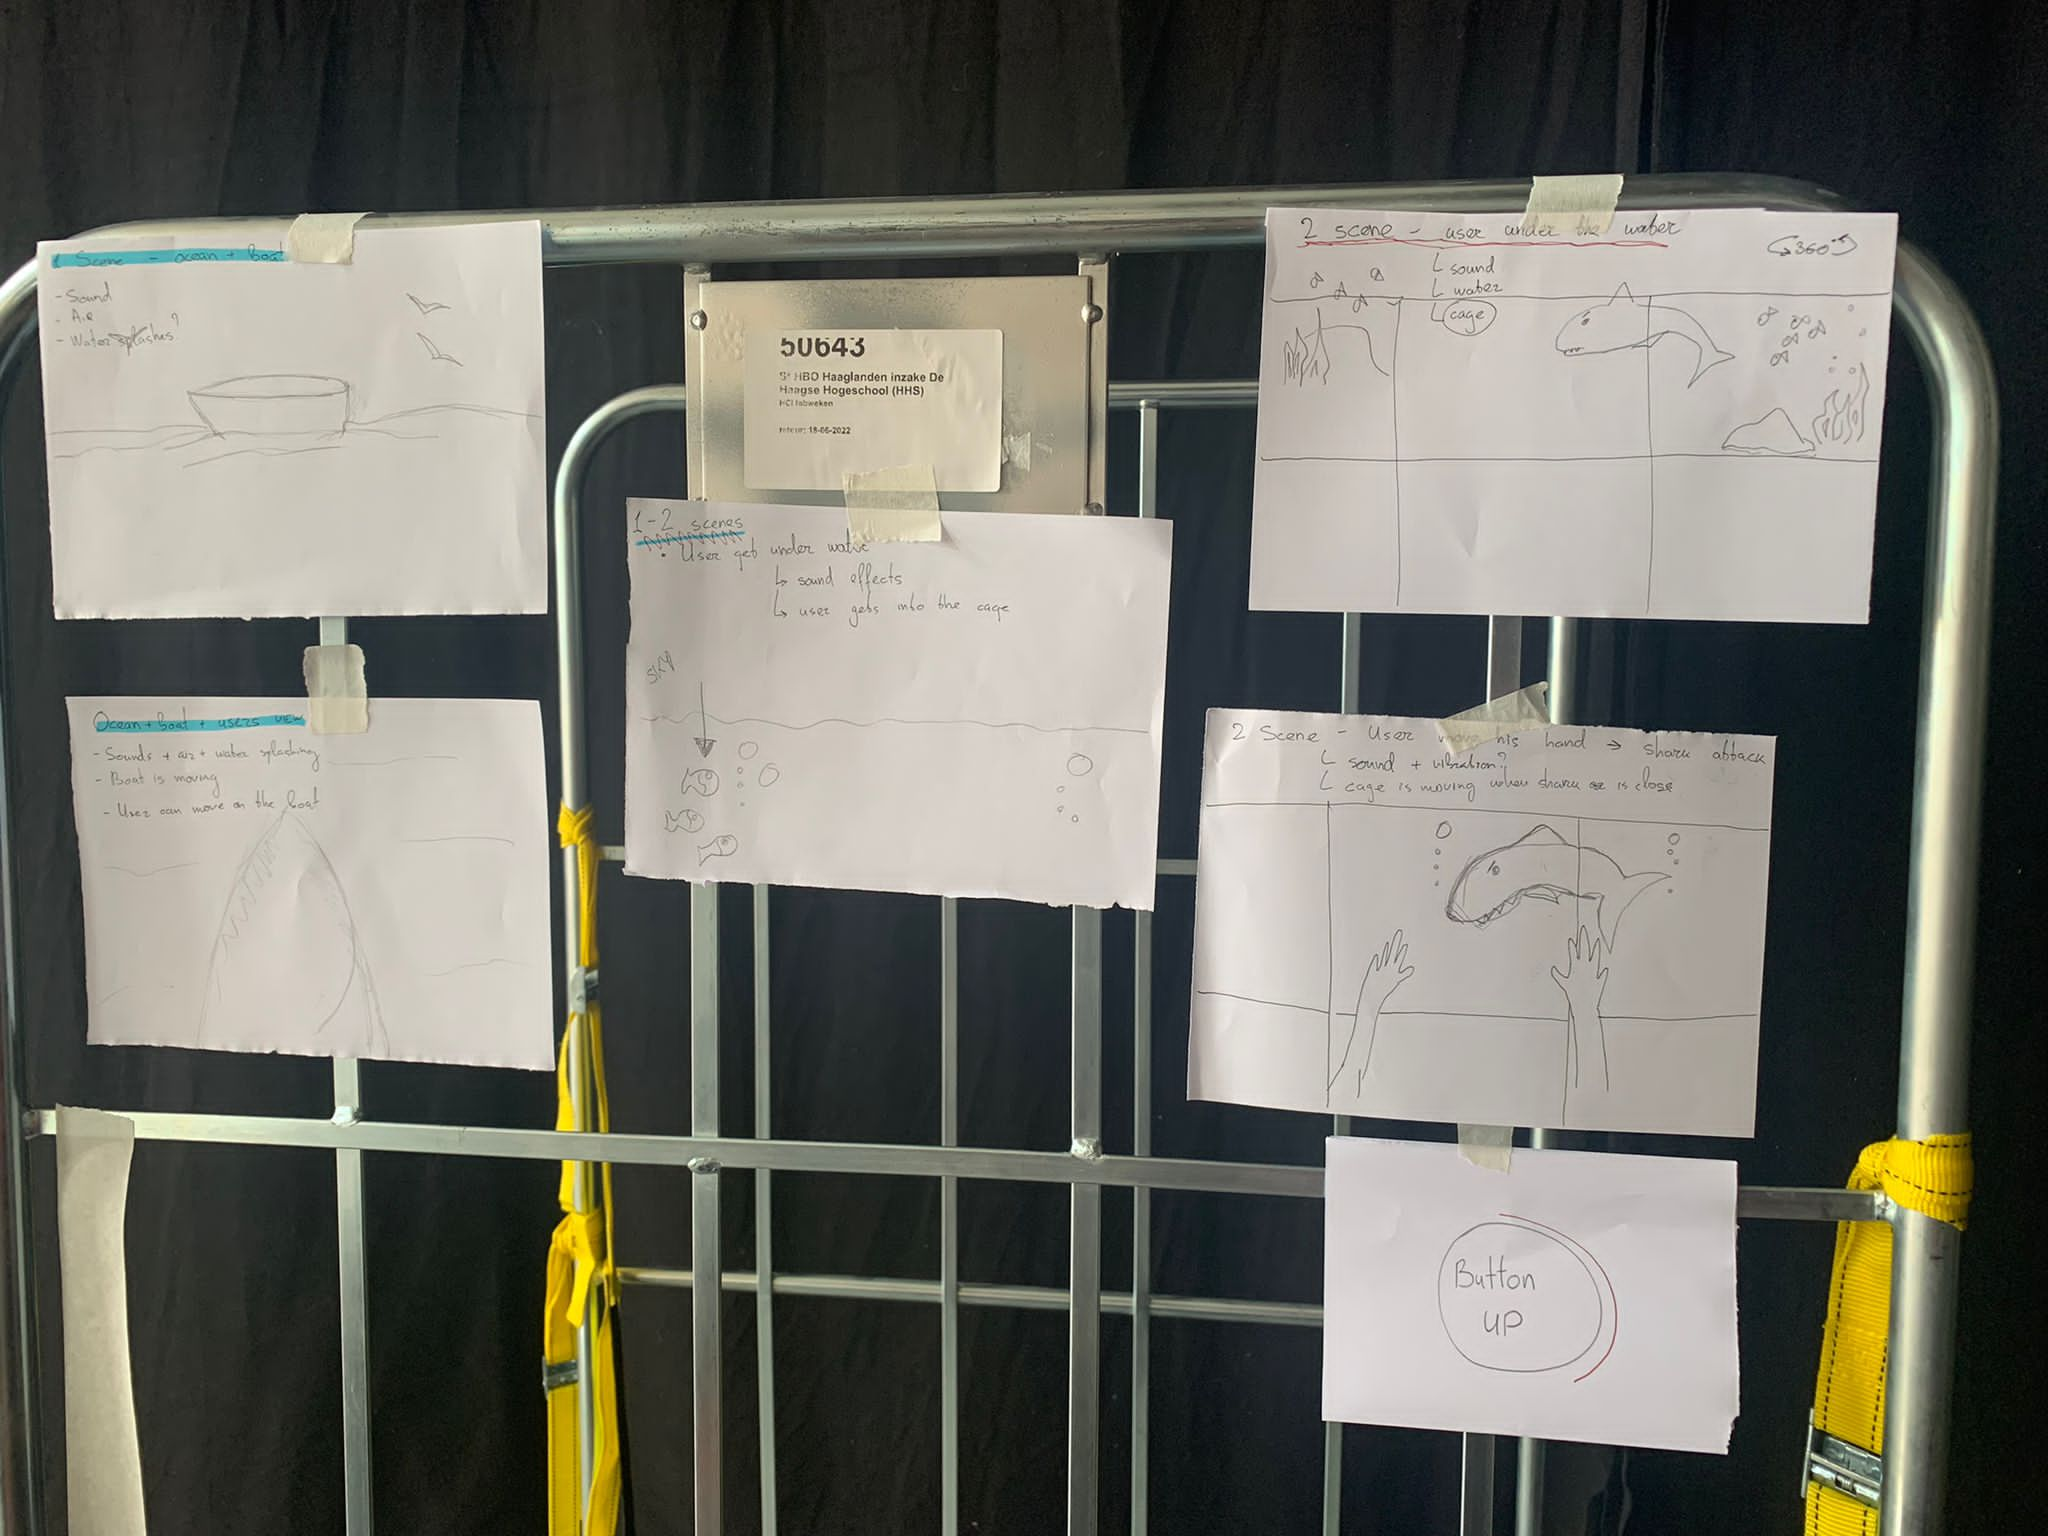 1 Scene - ocean + Boat
- Sound
- Air
- Water splashes?
Ocean + boat + users view
- Sounds + air + water splashing
- Boat is moving
- User can move on the boat
50643
St HBO Haaglanden inzake De
Haagse Hogeschool (HHS)
HCI labweken
retour: 18-06-2022
1-2 scenes
• User get under water
↳ sound effects
↳ user gets into the cage
SKY
2 scene - user under the water
360°
└ sound
└ water
└ cage
2 Scene - User move his hand → shark attack
└ sound + vibration?
└ cage is moving when shark is close
Button
UP